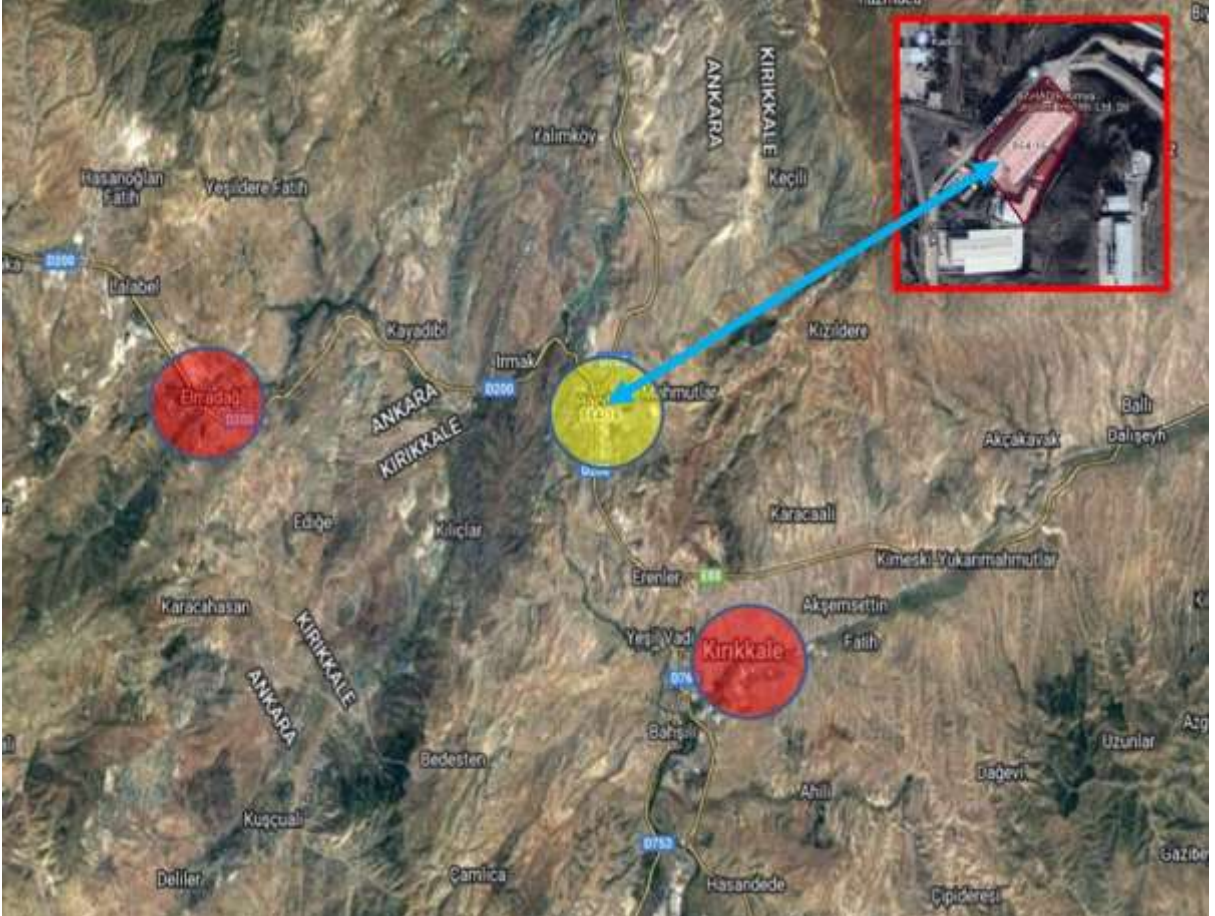 ANKARA
KIRIKKALE
Yalımköy
Hasanoğlan
Fatih
Yeşildere Fatih
Keçili
D200
Lalabel
Kayadibi
Irmak
Kızıldere
Elmadağ
D200
D200
Mahmutlar
ANKARA
KIRIKKALE
Ballı
Dalışeyh
Akçakavak
Ediğe
Kılıçlar
Karacaali
Erenler
Kimeski-Yukarımahmutlar
Karacahasan
Akşemsettin
Yeşil Vadi
Kırıkkale
Fatih
KIRIKKALE
ANKARA
Bahşılı
Uzunlar
Bedesten
Dağevi
Ahılı
Kuşçuali
D753
Deliler
Çamlıca
Hasandede
Çipideresi